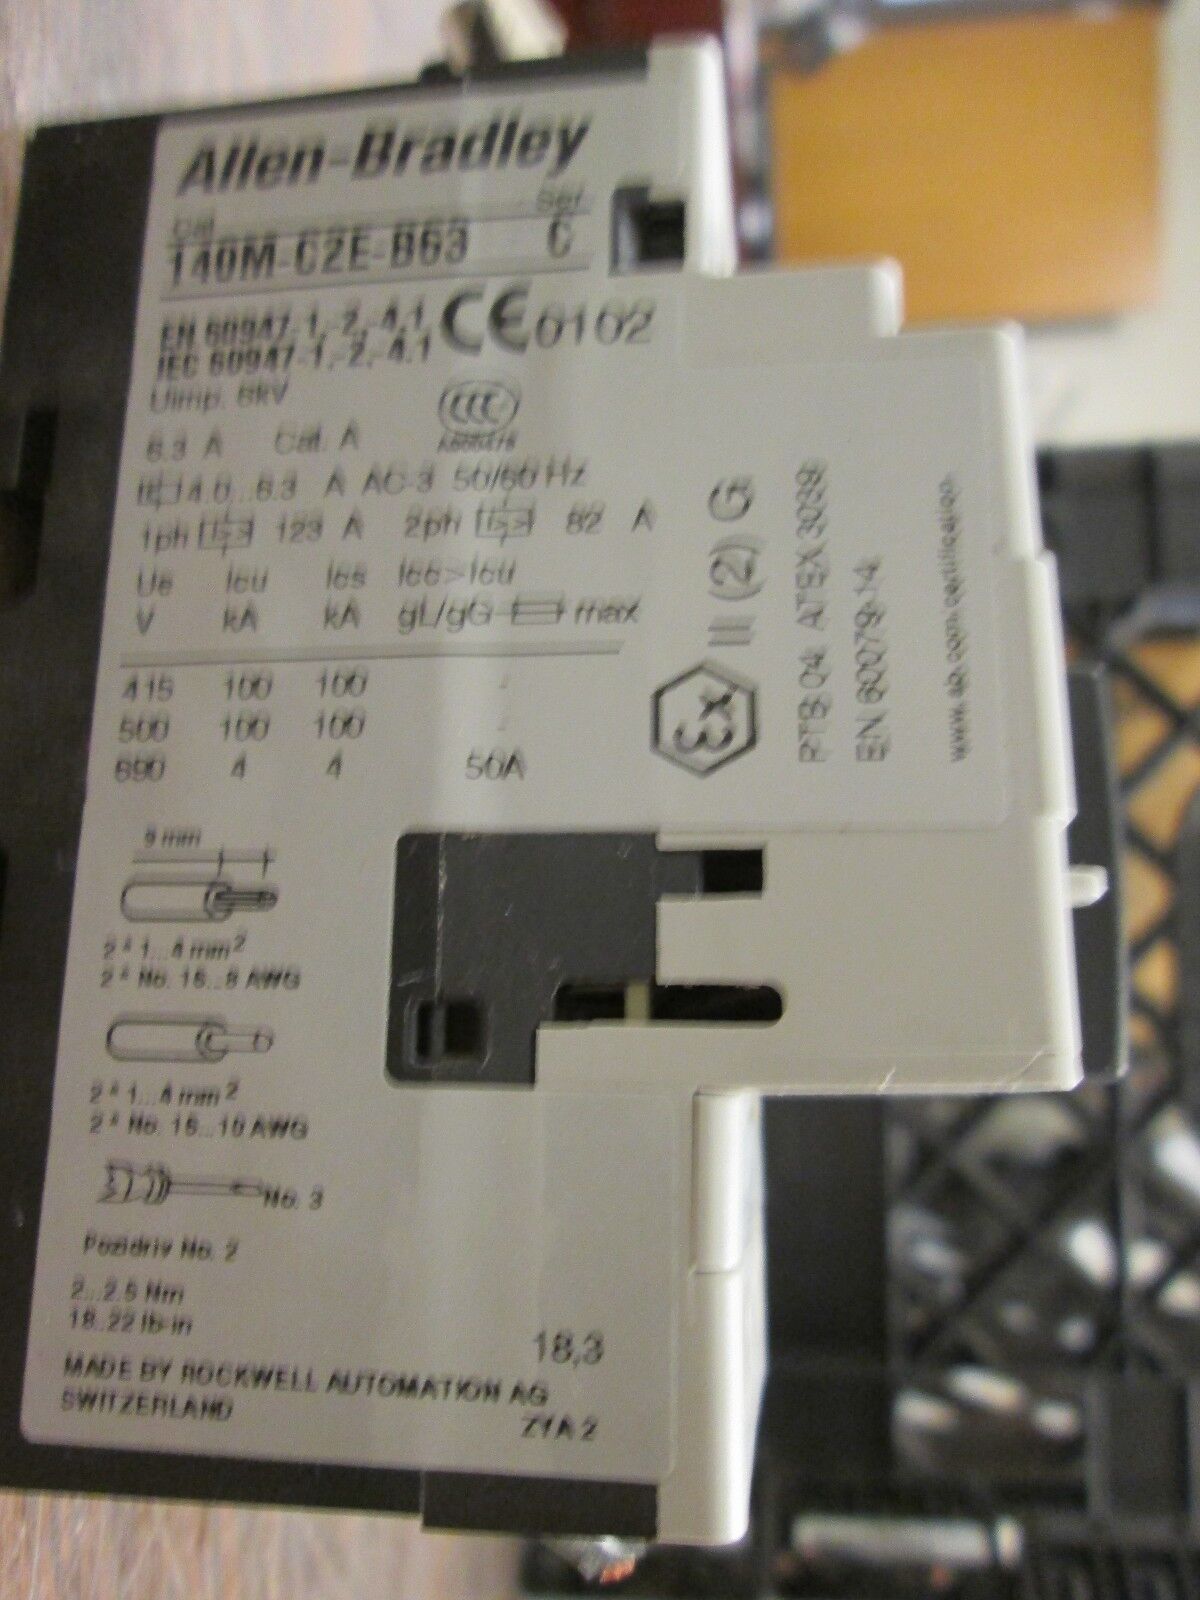 Allen-Bradley
Cat. Ser.
140M-C2E-B63 C
EN 60947-1,-2,-4.1
IEC 60947-1,-2,-4.1
CE 0102
Uimp. 6kV
CCC
6.3 A Cat. A
4.0...6.3 A AC-3 50/60 Hz
1ph 123 A 2ph 82 A
Ue Icu Ics Icc>Icu
V kA kA gL/gG max
415 100 100 -
500 100 100 -
690 4 4 50A
II (2) G
εx
PTB 04 ATEX 3039
EN 60079-14
www.ab.com.certification
9 mm
2 x 1...4 mm2
2 x No. 16...8 AWG
2 x 1...4 mm2
2 x No. 16...10 AWG
No. 3
Pozidriv No. 2
2...2.5 Nm
18..22 lb-in
18,3
MADE BY ROCKWELL AUTOMATION AG
SWITZERLAND
ZYA 2